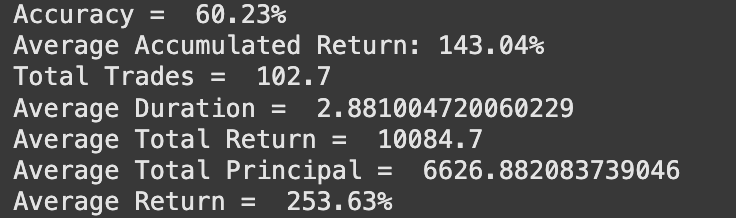 Accuracy =  60.23%
Average Accumulated Return: 143.04%
Total Trades =  102.7
Average Duration =  2.881004720060229
Average Total Return =  10084.7
Average Total Principal =  6626.882083739046
Average Return =  253.63%